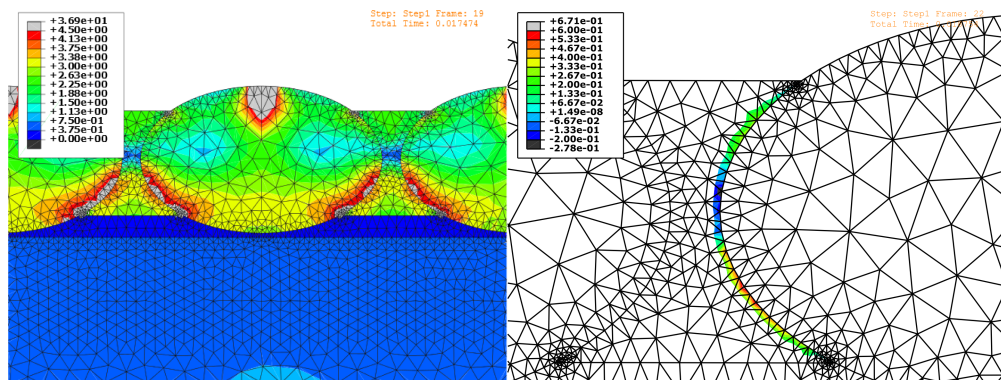 +3.69e+01
+4.50e+00
+4.13e+00
+3.75e+00
+3.38e+00
+3.00e+00
+2.63e+00
+2.25e+00
+1.88e+00
+1.50e+00
+1.13e+00
+7.50e-01
+3.75e-01
+0.00e+00
Step: Step1 Frame: 19
Total Time: 0.017474
+6.71e-01
+6.00e-01
+5.33e-01
+4.67e-01
+4.00e-01
+3.33e-01
+2.67e-01
+2.00e-01
+1.33e-01
+6.67e-02
+1.49e-08
-6.67e-02
-1.33e-01
-2.00e-01
-2.78e-01
Step: Step1 Frame: 22
Total Time: